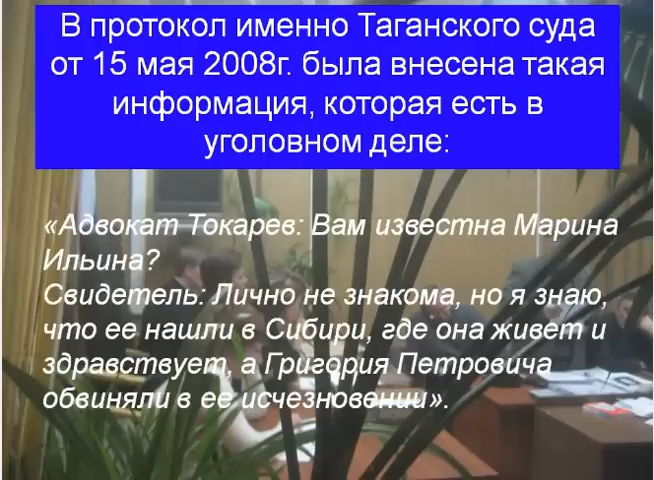 В протокол именно Таганского суда
от 15 мая 2008г. была внесена такая
информация, которая есть в
уголовном деле:
«Адвокат Токарев: Вам известна Марина
Ильина?
Свидетель: Лично не знакома, но я знаю,
что ее нашли в Сибири, где она живет и
здравствует, а Григория Петровича
обвиняли в ее исчезновении».